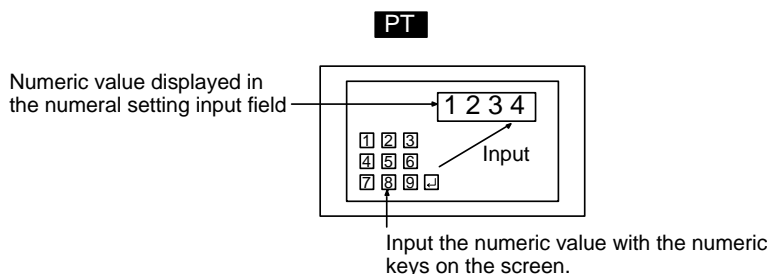 PT
Numeric value displayed in
the numeral setting input field
1 2 3 4
1 2 3
4 5 6
Input
7 8 9 ↵
Input the numeric value with the numeric
keys on the screen.